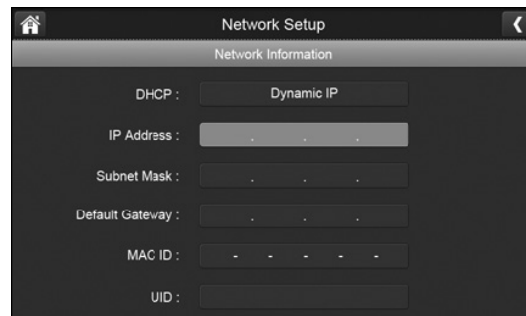 Network Setup
Network Information
DHCP : Dynamic IP
IP Address : . . .
Subnet Mask : . . .
Default Gateway : . . .
MAC ID : - - - - -
UID :